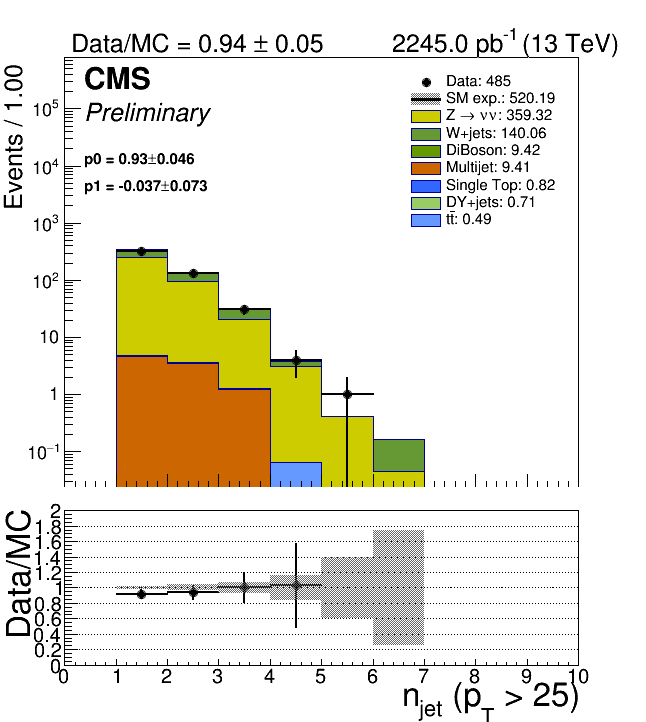 Data/MC = 0.94 ± 0.05 2245.0 pb⁻¹ (13 TeV)
CMS
Preliminary
p0 = 0.93±0.046
p1 = -0.037±0.073
Data: 485
SM exp.: 520.19
Z → νν: 359.32
W+jets: 140.06
DiBoson: 9.42
Multijet: 9.41
Single Top: 0.82
DY+jets: 0.71
tt̄: 0.49
Events / 1.00
10⁵
10⁴
10³
10²
10
1
10⁻¹
Data/MC
2
1.8
1.6
1.4
1.2
1
0.8
0.6
0.4
0.2
0
0 1 2 3 4 5 6 7 8 9 10
n_jet (p_T > 25)